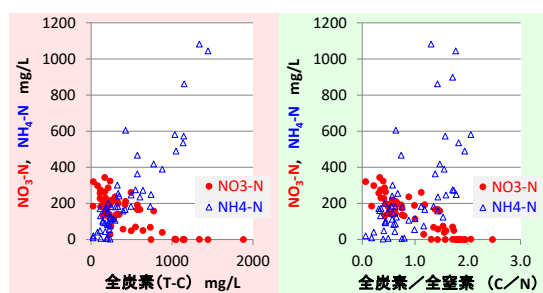 NO3-N, NH4-N mg/L
1200
1000
800
600
400
200
0
0 1000 2000
全炭素(T-C) mg/L
NO3-N
NH4-N
NO3-N, NH4-N mg/L
1200
1000
800
600
400
200
0
0.0 1.0 2.0 3.0
全炭素/全窒素 (C/N)
NO3-N
NH4-N